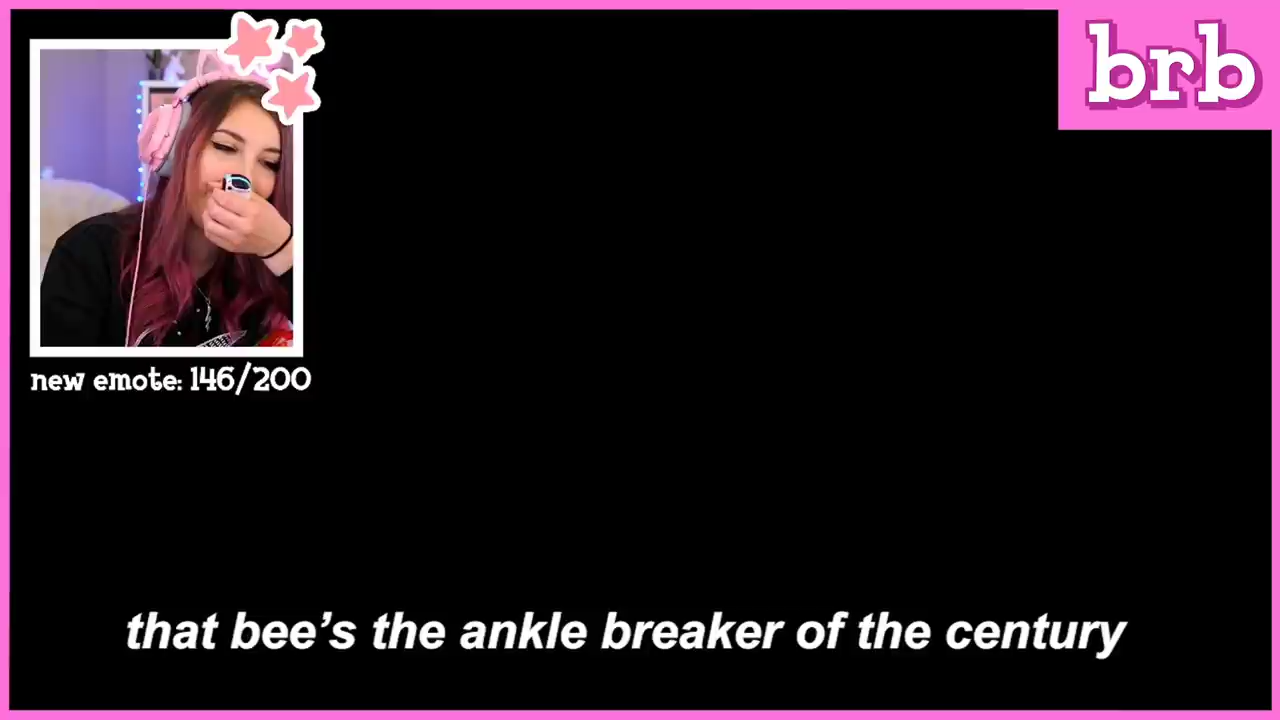 brb
new emote: 146/200
that bee’s the ankle breaker of the century